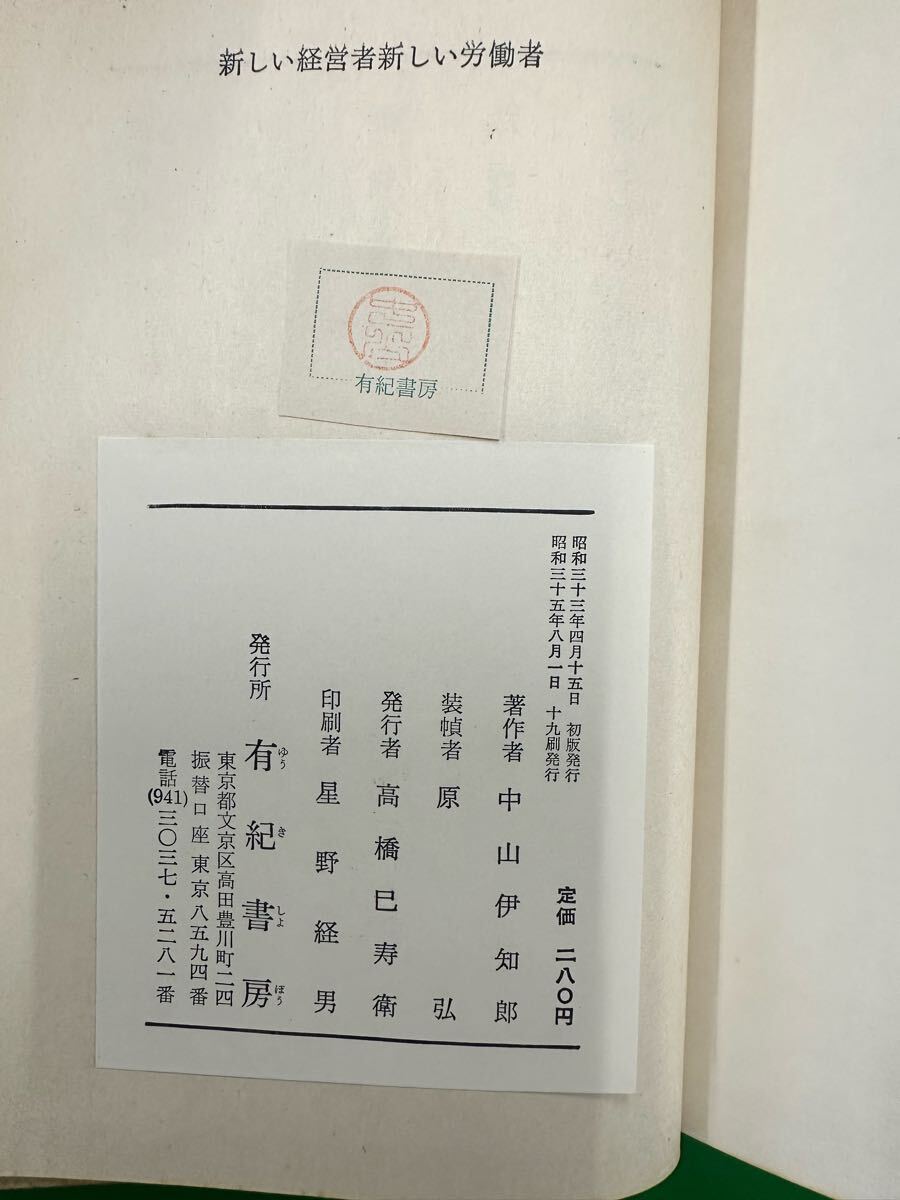 新しい経営者新しい労働者
有紀書房
昭和三十三年四月十五日 初版発行
昭和三十五年八月一日 十九刷発行
定価 二八〇円
著作者 中山伊知郎
装幀者 原 弘
発行者 高橋巳寿衛
印刷者 星野経男
発行所 有紀書房
ゆうきしよぼう
東京都文京区高田豊川町二四
振替口座東京八五九四番
電話(941)三〇三七・五二八一番